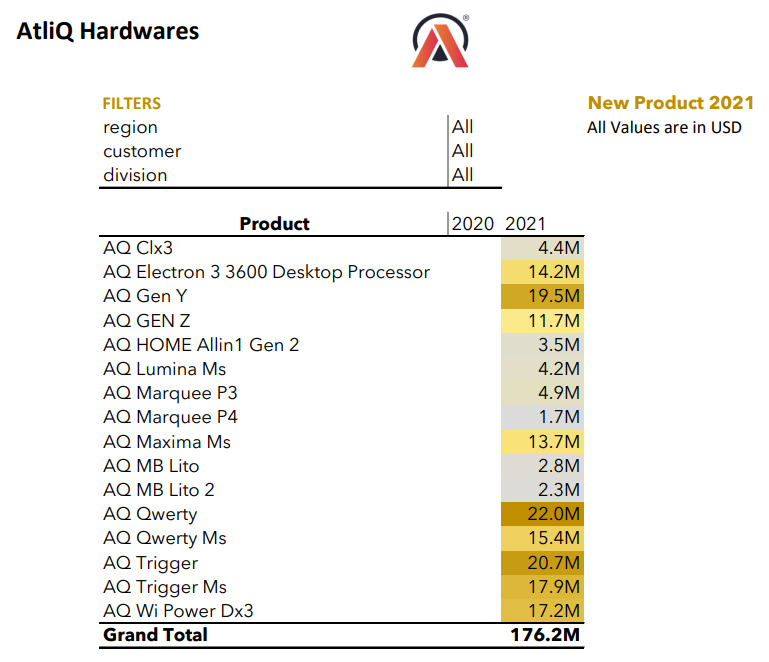 AtliQ Hardwares
®
FILTERS
New Product 2021
region All
All Values are in USD
customer All
division All
Product 2020 2021
AQ Clx3 4.4M
AQ Electron 3 3600 Desktop Processor 14.2M
AQ Gen Y 19.5M
AQ GEN Z 11.7M
AQ HOME Allin1 Gen 2 3.5M
AQ Lumina Ms 4.2M
AQ Marquee P3 4.9M
AQ Marquee P4 1.7M
AQ Maxima Ms 13.7M
AQ MB Lito 2.8M
AQ MB Lito 2 2.3M
AQ Qwerty 22.0M
AQ Qwerty Ms 15.4M
AQ Trigger 20.7M
AQ Trigger Ms 17.9M
AQ Wi Power Dx3 17.2M
Grand Total 176.2M